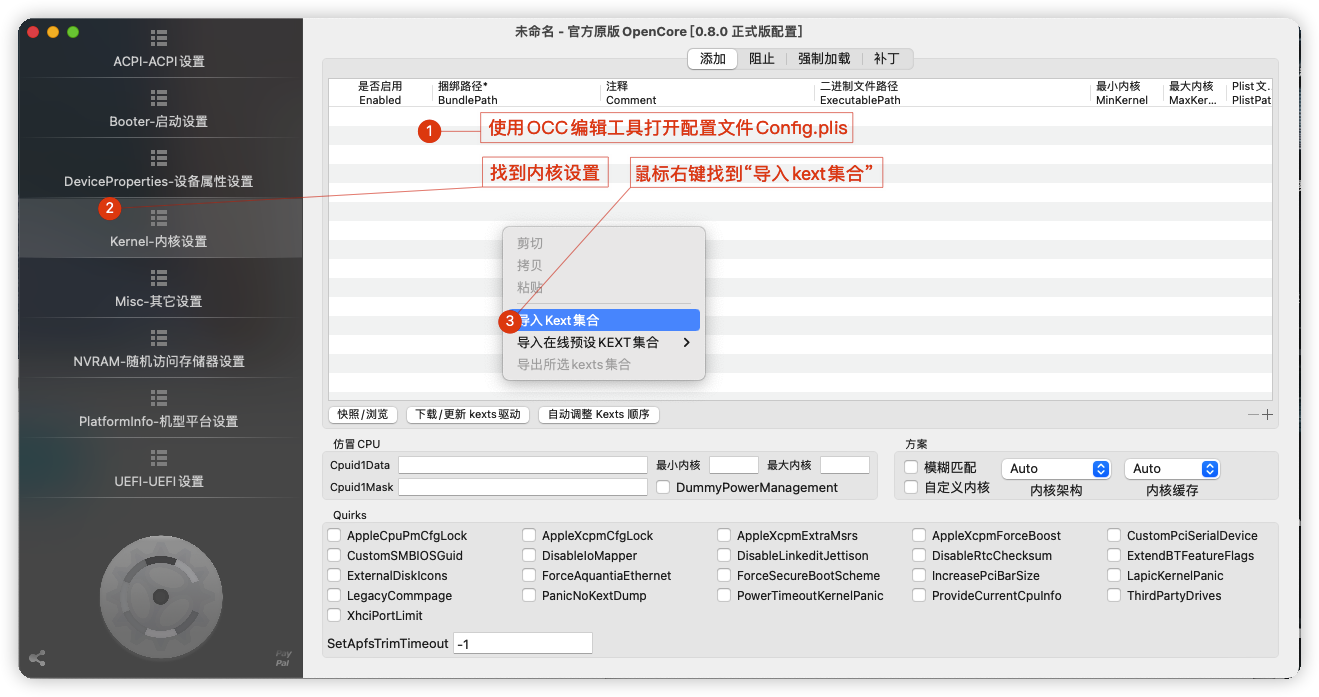 未命名 - 官方原版 OpenCore [0.8.0 正式版配置]
ACPI-ACPI 设置
Booter-启动设置
DeviceProperties-设备属性设置
2
Kernel-内核设置
Misc-其它设置
NVRAM-随机访问存储器设置
PlatformInfo-机型平台设置
UEFI-UEFI 设置
Pay
Pal
添加 阻止 强制加载 补丁
是否启用 捆绑路径* 注释 二进制文件路径 最小内核 最大内核 Plist 文...
Enabled BundlePath Comment ExecutablePath MinKernel MaxKer... PlistPat
1 使用OCC编辑工具打开配置文件Config.plis
找到内核设置 鼠标右键找到“导入kext集合”
剪切
拷贝
粘贴
3 导入 Kext 集合
导入在线预设 KEXT 集合
导出所选 kexts 集合
快照/浏览 下载/更新 kexts 驱动 自动调整 Kexts 顺序
仿冒 CPU
Cpuid1Data 最小内核 最大内核
Cpuid1Mask DummyPowerManagement
方案
模糊匹配 Auto Auto
自定义内核 内核架构 内核缓存
Quirks
AppleCpuPmCfgLock AppleXcpmCfgLock AppleXcpmExtraMsrs AppleXcpmForceBoost CustomPciSerialDevice
CustomSMBIOSGuid DisableIoMapper DisableLinkeditJettison DisableRtcChecksum ExtendBTFeatureFlags
ExternalDiskIcons ForceAquantiaEthernet ForceSecureBootScheme IncreasePciBarSize LapicKernelPanic
LegacyCommpage PanicNoKextDump PowerTimeoutKernelPanic ProvideCurrentCpuInfo ThirdPartyDrives
XhciPortLimit
SetApfsTrimTimeout -1